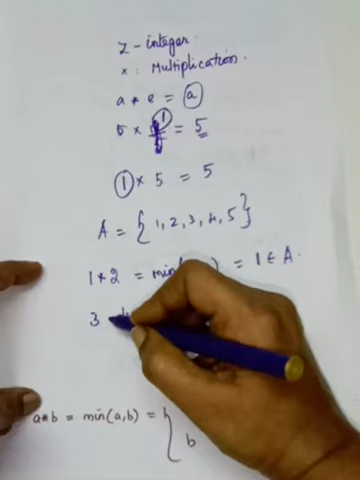 Z - integer
x : Multiplication.
a * e = a
5 × 1 = 5
1 × 5 = 5
A = { 1, 2, 3, 4, 5 }
1 * 2 = min( ) = 1 ∈ A.
3
a*b = min(a,b) = {
b